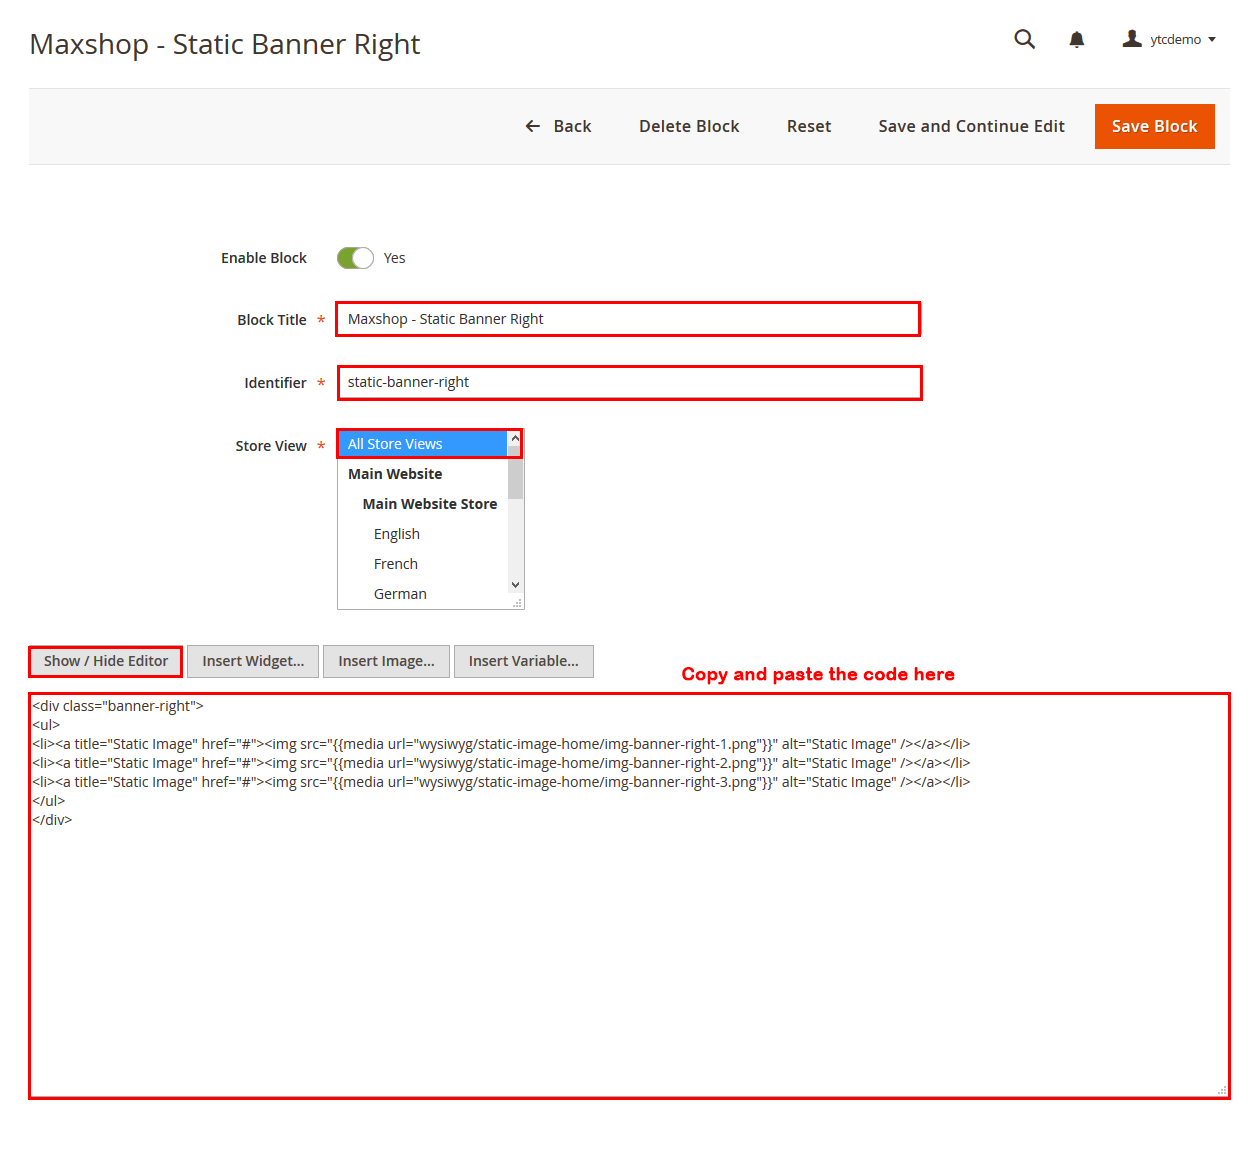 Maxshop - Static Banner Right
ytcdemo
Back Delete Block Reset Save and Continue Edit Save Block
Enable Block Yes
Block Title * Maxshop - Static Banner Right
Identifier * static-banner-right
Store View * All Store Views
Main Website
Main Website Store
English
French
German
Show / Hide Editor Insert Widget... Insert Image... Insert Variable...
Copy and paste the code here
<div class="banner-right">
<ul>
<li><a title="Static Image" href="#"><img src="{{media url="wysiwyg/static-image-home/img-banner-right-1.png"}}" alt="Static Image" /></a></li>
<li><a title="Static Image" href="#"><img src="{{media url="wysiwyg/static-image-home/img-banner-right-2.png"}}" alt="Static Image" /></a></li>
<li><a title="Static Image" href="#"><img src="{{media url="wysiwyg/static-image-home/img-banner-right-3.png"}}" alt="Static Image" /></a></li>
</ul>
</div>